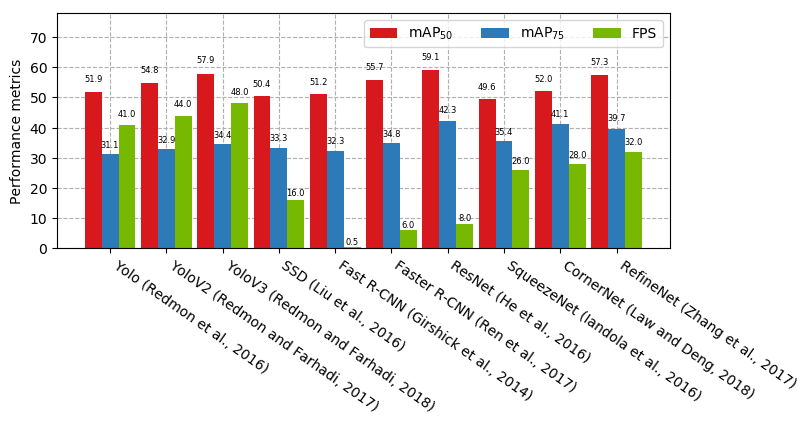 mAP50 mAP75 FPS
Performance metrics
70
60
50
40
30
20
10
0
51.9 31.1 41.0
54.8 32.9 44.0
57.9 34.4 48.0
50.4 33.3 16.0
51.2 32.3 0.5
55.7 34.8 6.0
59.1 42.3 8.0
49.6 35.4 26.0
52.0 41.1 28.0
57.3 39.7 32.0
Yolo (Redmon et al., 2016)
YoloV2 (Redmon and Farhadi, 2017)
YoloV3 (Redmon and Farhadi, 2018)
SSD (Liu et al., 2016)
Fast R-CNN (Girshick et al., 2014)
Faster R-CNN (Ren et al., 2017)
ResNet (He et al., 2016)
SqueezeNet (Iandola et al., 2016)
CornerNet (Law and Deng, 2018)
RefineNet (Zhang et al., 2017)